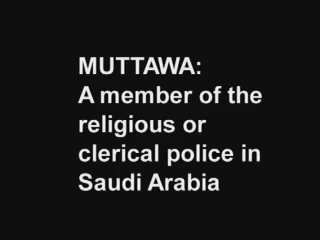 MUTTAWA:
A member of the
religious or
clerical police in
Saudi Arabia